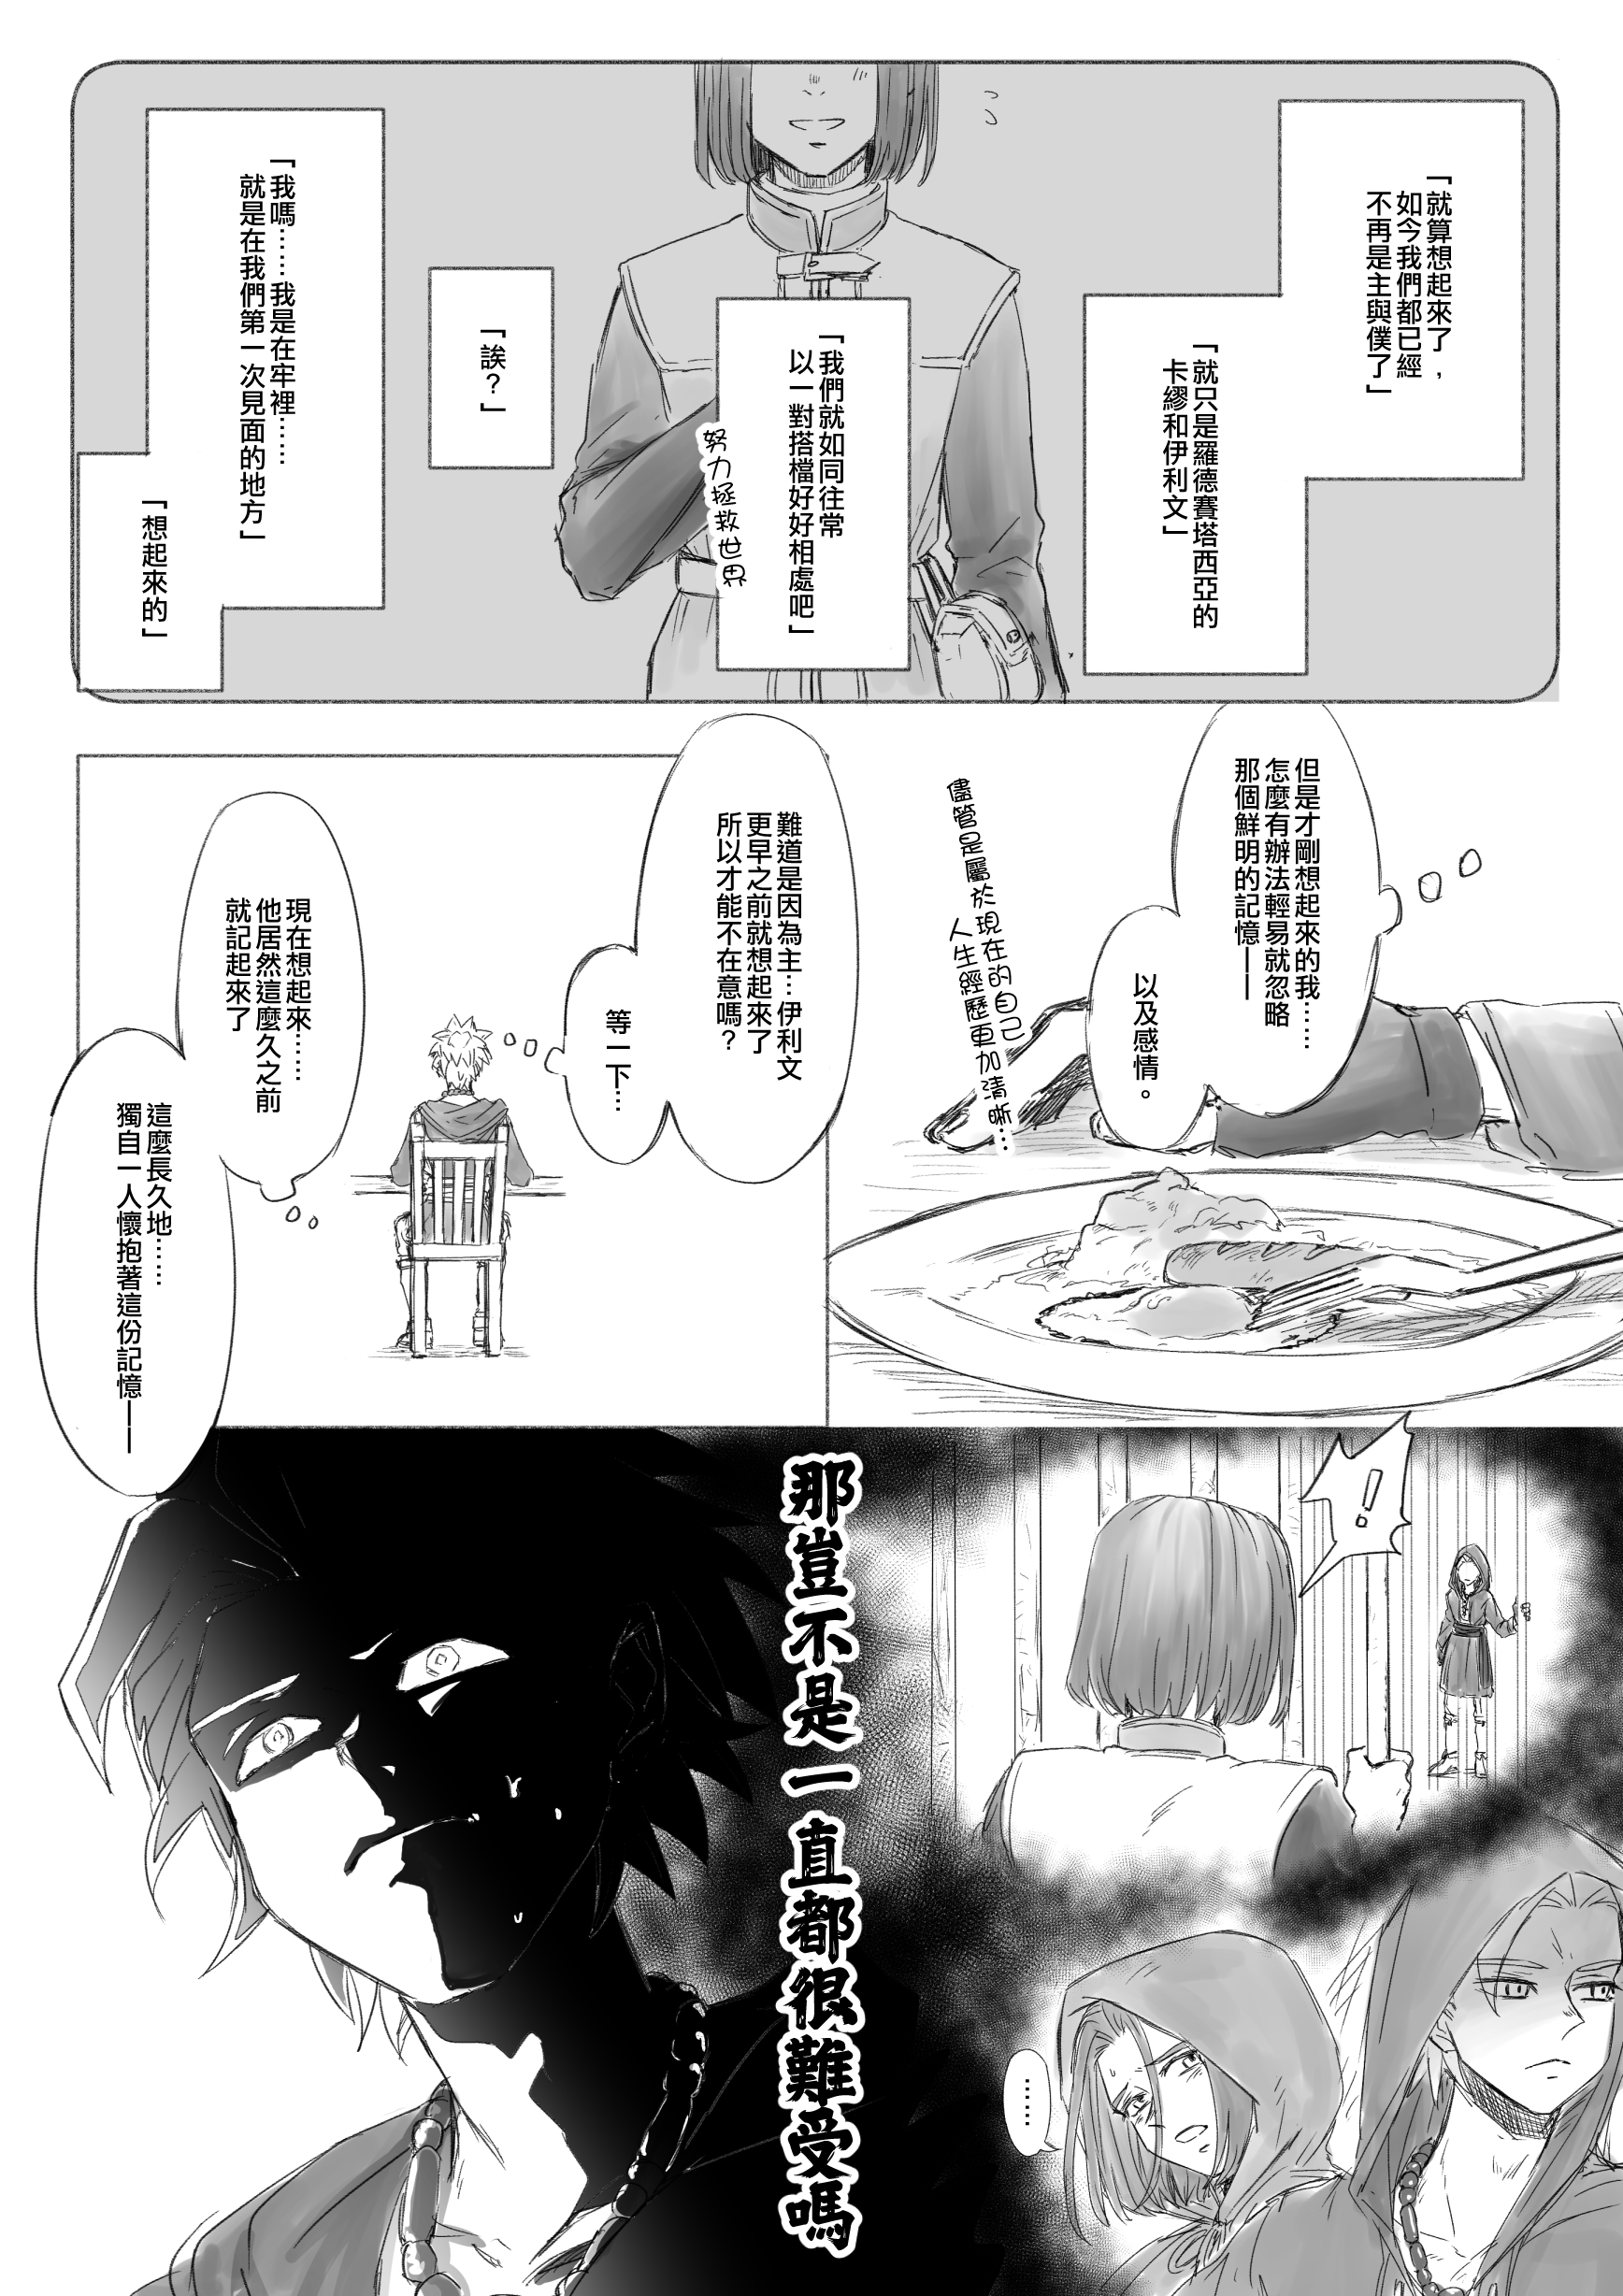 「就算想起來了，
如今我們都已經
不再是主與僕了」
「就只是羅德賽塔西亞的
卡繆和伊利文」
「我們就如同往常
以一對搭檔好好相處吧」
努力拯救世界
「誒？」
「我嗎……我是在牢裡……
就是在我們第一次見面的地方」
「想起來的」
但是才剛想起來的我……
怎麼有辦法輕易就忽略
那個鮮明的記憶——
以及感情。
儘管是屬於現在的自己
人生經歷更加清晰…
難道是因為主…伊利文
更早之前就想起來了
所以才能不在意嗎？
等一下…
現在想起來……
他居然這麼久之前
就記起來了
這麼長久地……
獨自一人懷抱著這份記憶——
！
……
那豈不是一直都很難受嗎